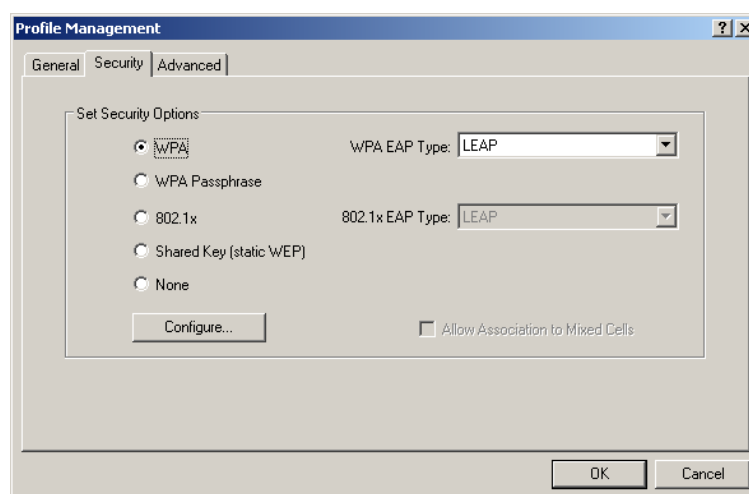 Profile Management
General Security Advanced
Set Security Options
WPA WPA EAP Type: LEAP
WPA Passphrase
802.1x 802.1x EAP Type: LEAP
Shared Key (static WEP)
None
Configure... Allow Association to Mixed Cells
OK Cancel